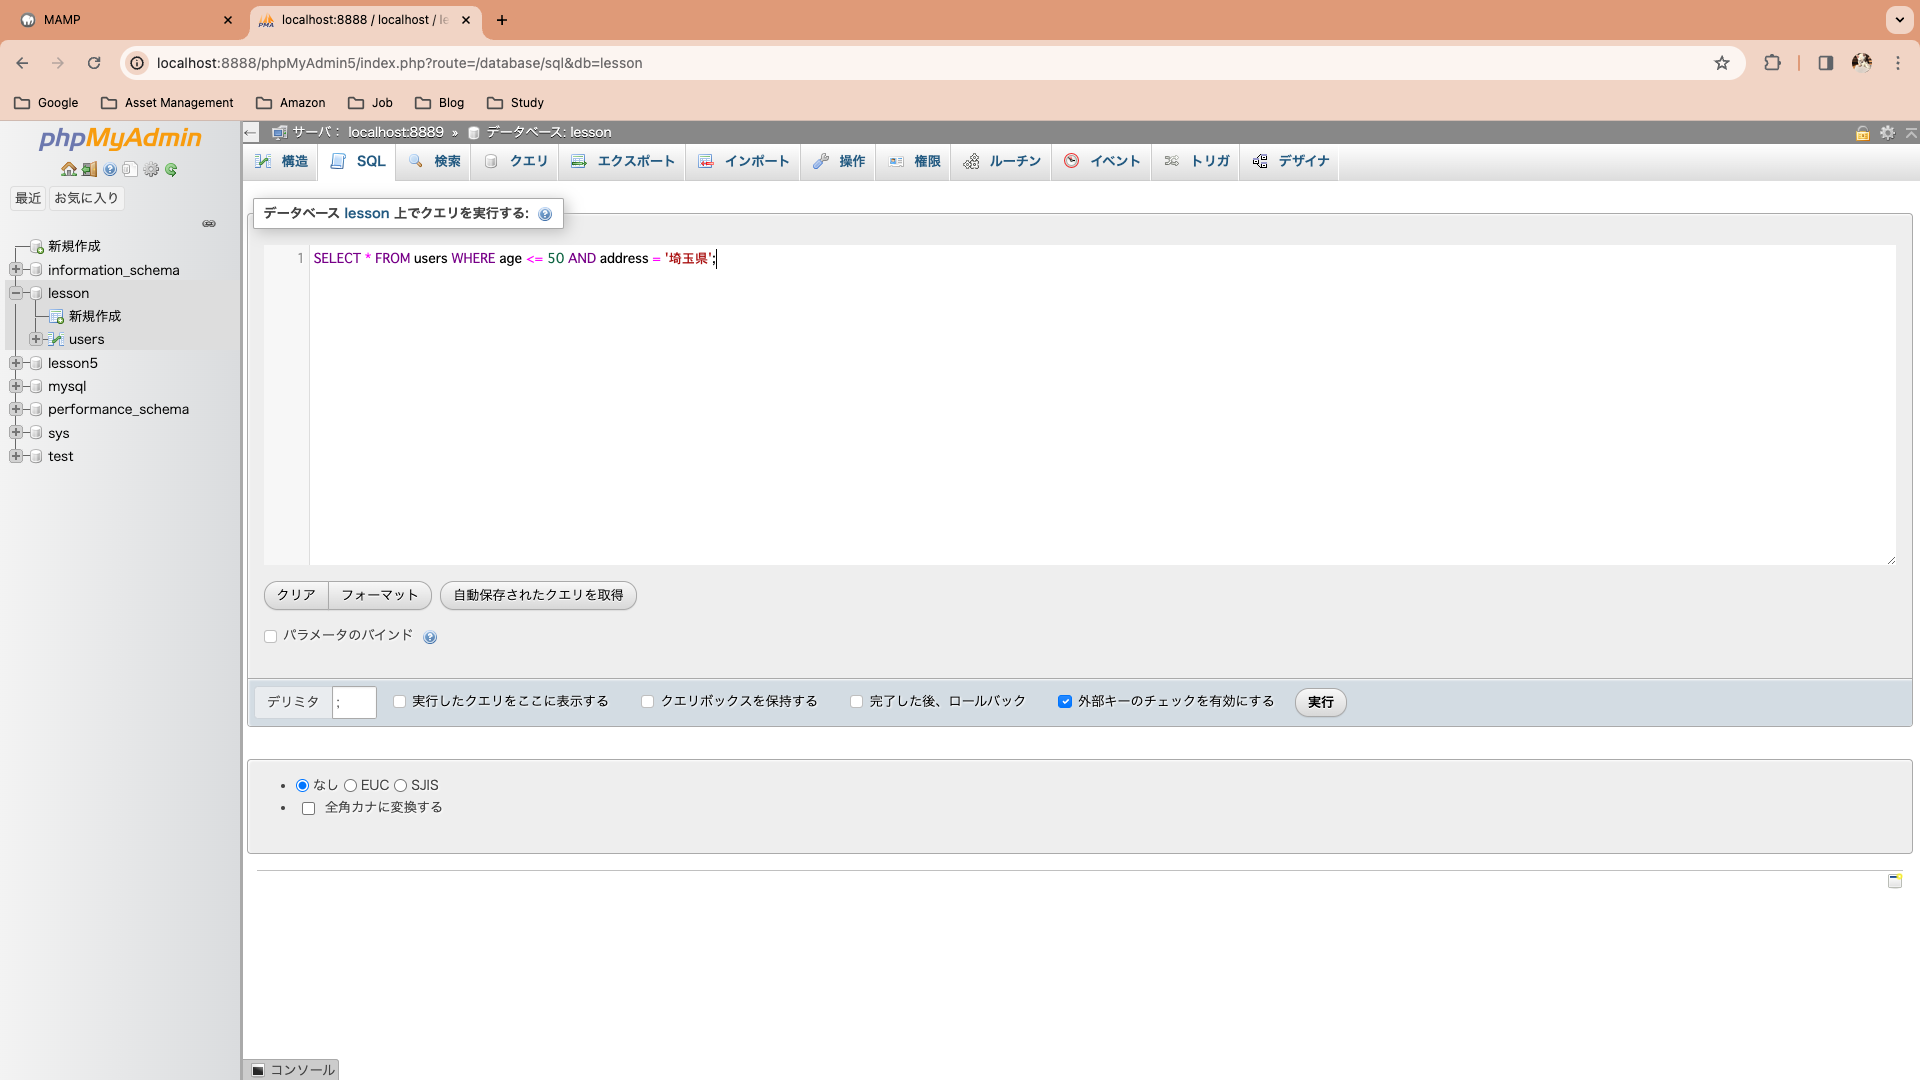 MAMP
localhost:8888 / localhost / le
localhost:8888/phpMyAdmin5/index.php?route=/database/sql&db=lesson
Google Asset Management Amazon Job Blog Study
phpMyAdmin
最近 お気に入り
新規作成
information_schema
lesson
新規作成
users
lesson5
mysql
performance_schema
sys
test
サーバ: localhost:8889 » データベース: lesson
構造 SQL 検索 クエリ エクスポート インポート 操作 権限 ルーチン イベント トリガ デザイナ
データベース lesson 上でクエリを実行する:
1 SELECT * FROM users WHERE age <= 50 AND address = '埼玉県';
クリア フォーマット 自動保存されたクエリを取得
パラメータのバインド
デリミタ ; 実行したクエリをここに表示する クエリボックスを保持する 完了した後、ロールバック 外部キーのチェックを有効にする 実行
• なし EUC SJIS
• 全角カナに変換する
コンソール